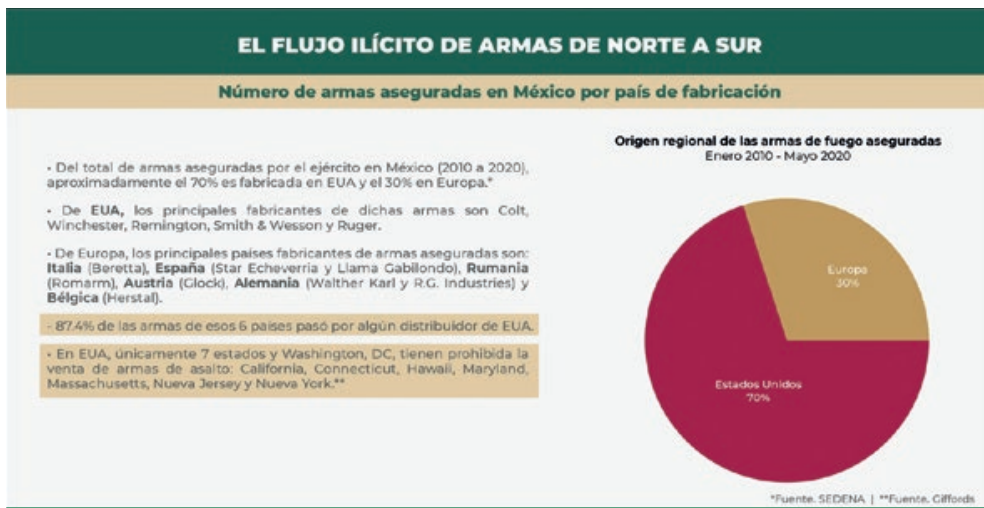 EL FLUJO ILÍCITO DE ARMAS DE NORTE A SUR
Número de armas aseguradas en México por país de fabricación
• Del total de armas aseguradas por el ejército en México (2010 a 2020),
aproximadamente el 70% es fabricada en EUA y el 30% en Europa.*
• De EUA, los principales fabricantes de dichas armas son Colt,
Winchester, Remington, Smith & Wesson y Ruger.
• De Europa, los principales países fabricantes de armas aseguradas son:
Italia (Beretta), España (Star Echeverria y Llama Gabilondo), Rumania
(Romarm), Austria (Glock), Alemania (Walther Karl y R.G. Industries) y
Bélgica (Herstal).
- 87.4% de las armas de esos 6 países pasó por algún distribuidor de EUA.
• En EUA, únicamente 7 estados y Washington, DC, tienen prohibida la
venta de armas de asalto: California, Connecticut, Hawaii, Maryland,
Massachusetts, Nueva Jersey y Nueva York.**
Origen regional de las armas de fuego aseguradas
Enero 2010 - Mayo 2020
Europa
30%
Estados Unidos
70%
*Fuente. SEDENA | **Fuente. Giffords